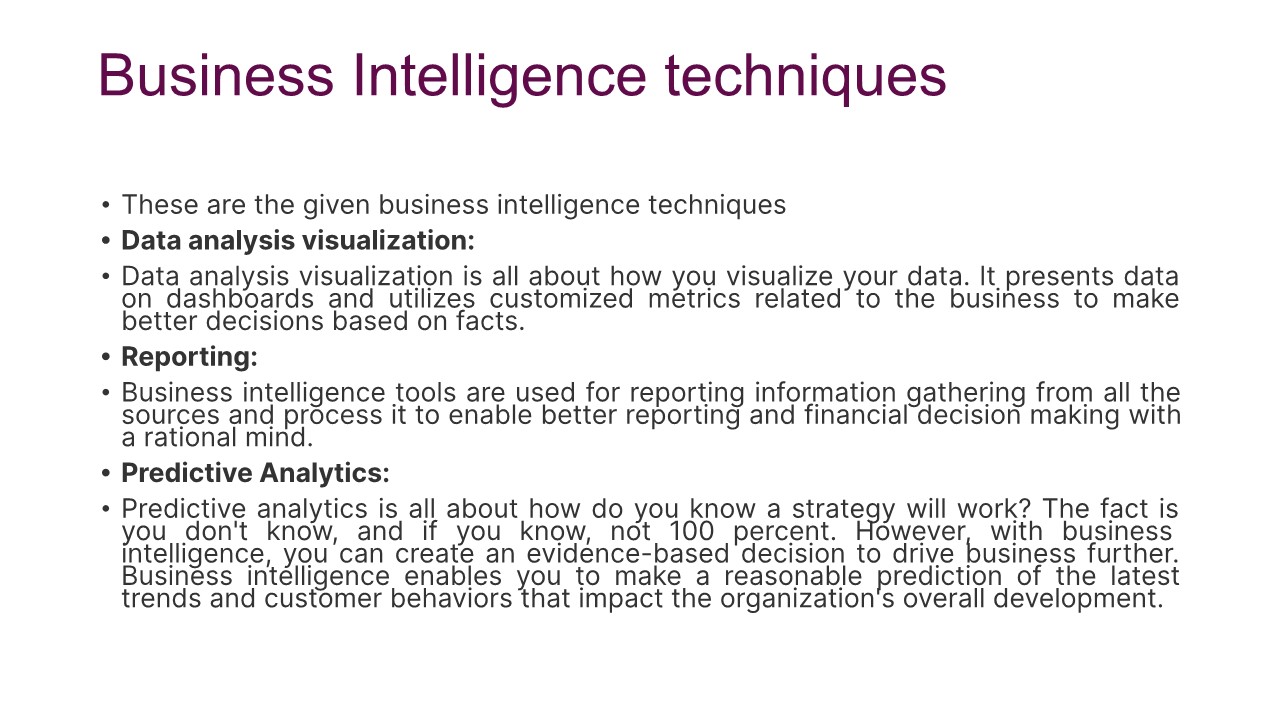 Business Intelligence techniques
• These are the given business intelligence techniques
• Data analysis visualization:
• Data analysis visualization is all about how you visualize your data. It presents data
on dashboards and utilizes customized metrics related to the business to make
better decisions based on facts.
• Reporting:
• Business intelligence tools are used for reporting information gathering from all the
sources and process it to enable better reporting and financial decision making with
a rational mind.
• Predictive Analytics:
• Predictive analytics is all about how do you know a strategy will work? The fact is
you don't know, and if you know, not 100 percent. However, with business
intelligence, you can create an evidence-based decision to drive business further.
Business intelligence enables you to make a reasonable prediction of the latest
trends and customer behaviors that impact the organization's overall development.